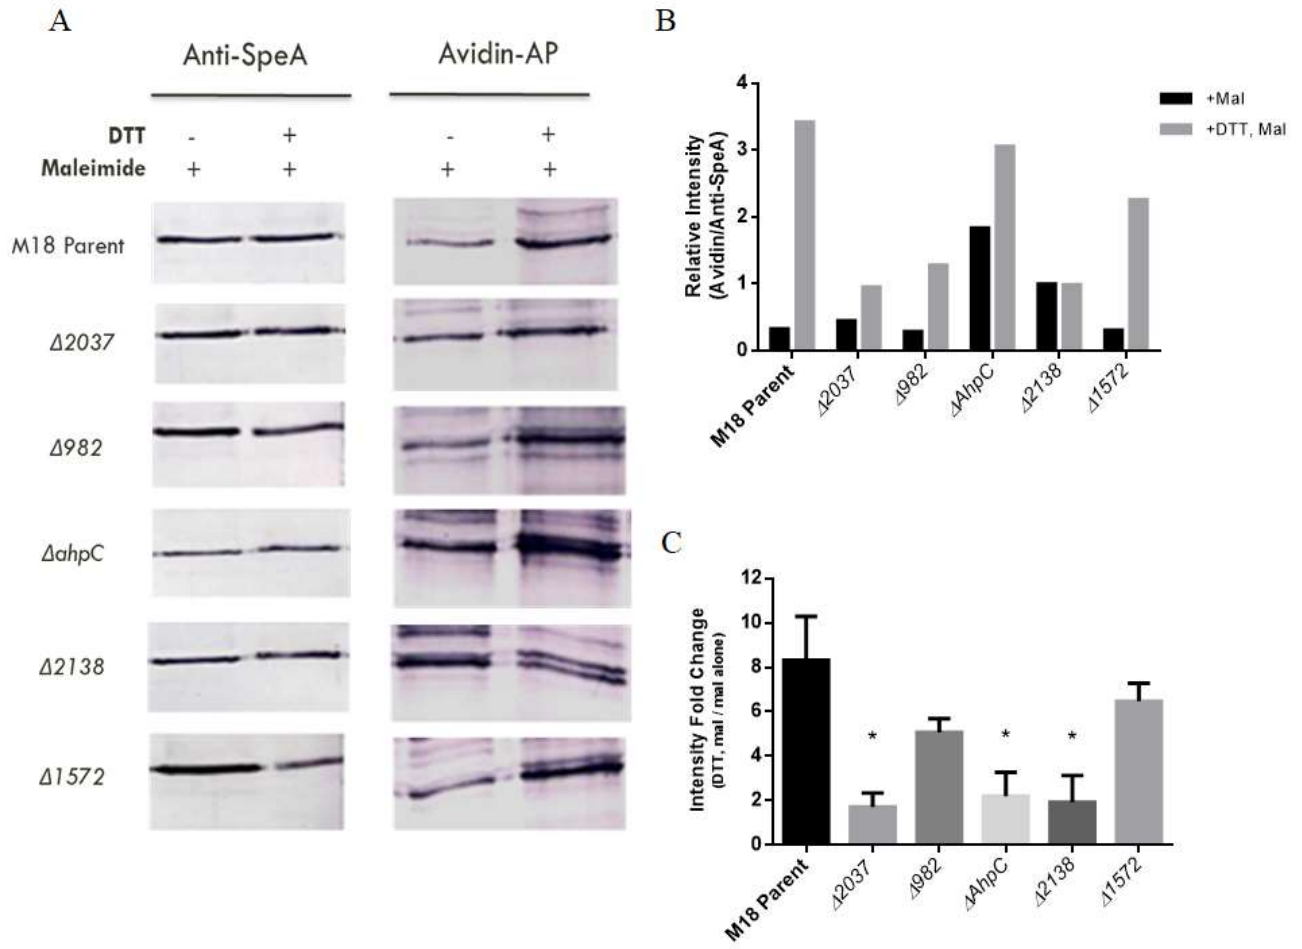 A
Anti-SpeA Avidin-AP
DTT - + - +
Maleimide + + + +
M18 Parent
Δ2037
Δ982
ΔahpC
Δ2138
Δ1572
B
Relative Intensity
(Avidin/Anti-SpeA)
4
3
2
1
0
+Mal
+DTT, Mal
M18 Parent Δ2037 Δ982 ΔAhpC Δ2138 Δ1572
C
Intensity Fold Change
(DTT, mal / mal alone)
12
10
8
6
4
2
0
* * *
M18 Parent Δ2037 Δ982 ΔAhpC Δ2138 Δ1572